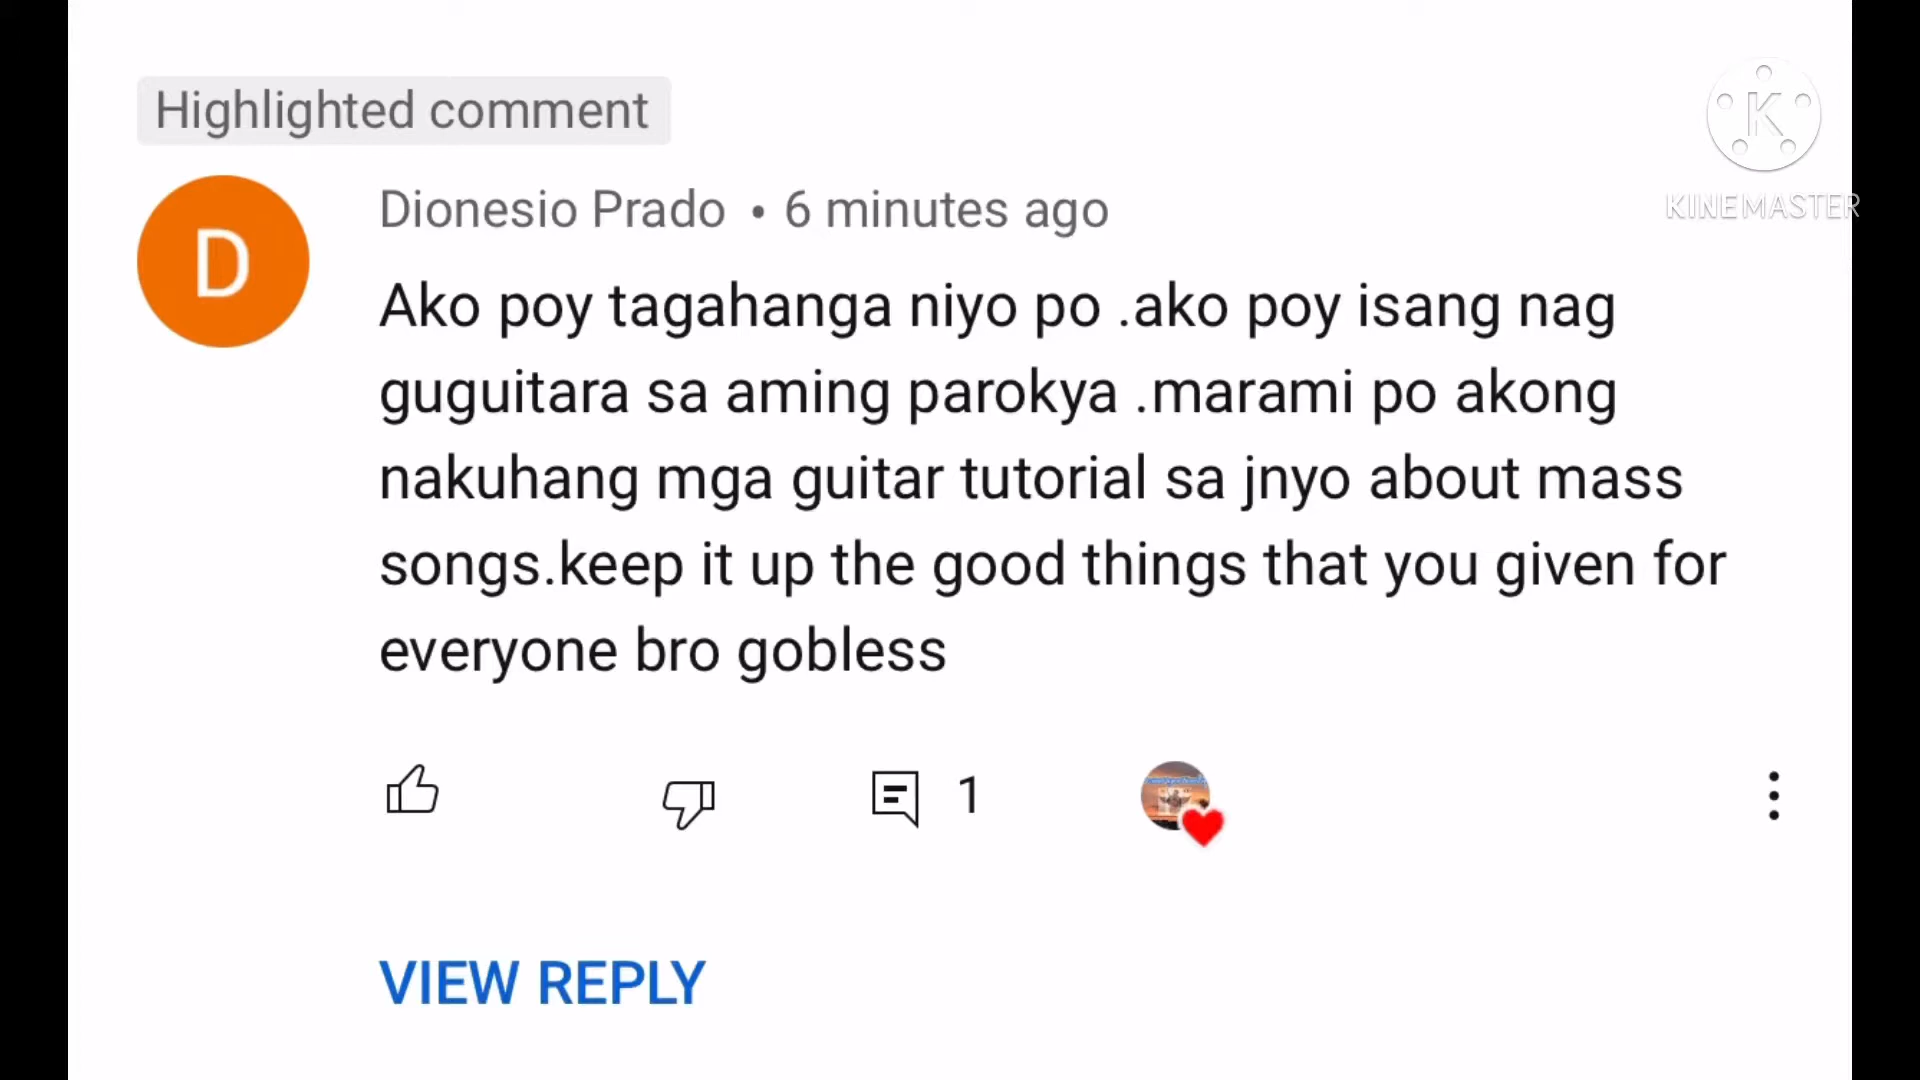 Highlighted comment
K
KINEMASTER
D
Dionesio Prado • 6 minutes ago
Ako poy tagahanga niyo po .ako poy isang nag
guguitara sa aming parokya .marami po akong
nakuhang mga guitar tutorial sa jnyo about mass
songs.keep it up the good things that you given for
everyone bro gobless
1
VIEW REPLY